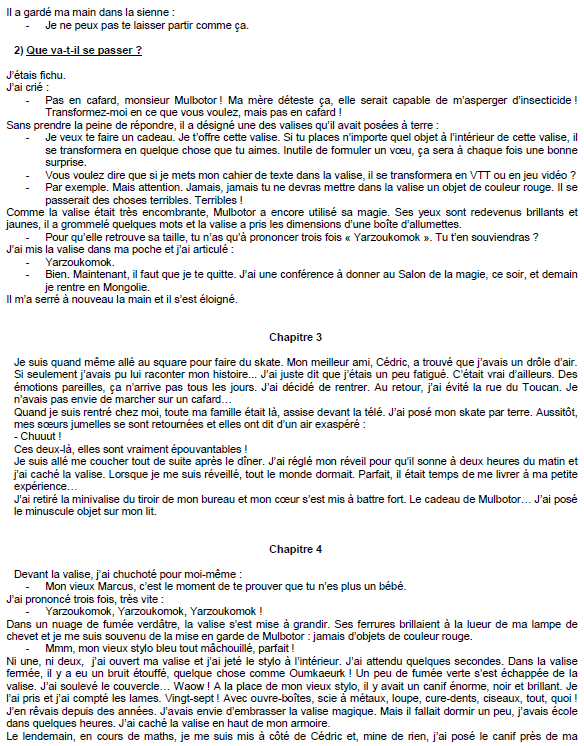 Il a gardé ma main dans la sienne :
- Je ne peux pas te laisser partir comme ça.
2) Que va-t-il se passer ?
J'étais fichu.
J'ai crié :
- Pas en cafard, monsieur Mulbotor ! Ma mère déteste ça, elle serait capable de m'asperger d'insecticide !
Transformez-moi en ce que vous voulez, mais pas en cafard !
Sans prendre la peine de répondre, il a désigné une des valises qu'il avait posées à terre :
- Je veux te faire un cadeau. Je t'offre cette valise. Si tu places n'importe quel objet à l'intérieur de cette valise, il
se transformera en quelque chose que tu aimes. Inutile de formuler un vœu, ça sera à chaque fois une bonne
surprise.
- Vous voulez dire que si je mets mon cahier de texte dans la valise, il se transformera en VTT ou en jeu vidéo ?
- Par exemple. Mais attention. Jamais, jamais tu ne devras mettre dans la valise un objet de couleur rouge. Il se
passerait des choses terribles. Terribles !
Comme la valise était très encombrante, Mulbotor a encore utilisé sa magie. Ses yeux sont redevenus brillants et
jaunes, il a grommelé quelques mots et la valise a pris les dimensions d'une boîte d'allumettes.
- Pour qu'elle retrouve sa taille, tu n'as qu'à prononcer trois fois « Yarzoukomok ». Tu t'en souviendras ?
J'ai mis la valise dans ma poche et j'ai articulé :
- Yarzoukomok.
- Bien. Maintenant, il faut que je te quitte. J'ai une conférence à donner au Salon de la magie, ce soir, et demain
je rentre en Mongolie.
Il m'a serré à nouveau la main et il s'est éloigné.
Chapitre 3
Je suis quand même allé au square pour faire du skate. Mon meilleur ami, Cédric, a trouvé que j'avais un drôle d'air.
Si seulement j'avais pu lui raconter mon histoire... J'ai juste dit que j'étais un peu fatigué. C'était vrai d'ailleurs. Des
émotions pareilles, ça n'arrive pas tous les jours. J'ai décidé de rentrer. Au retour, j'ai évité la rue du Toucan. Je
n'avais pas envie de marcher sur un cafard…
Quand je suis rentré chez moi, toute ma famille était là, assise devant la télé. J'ai posé mon skate par terre. Aussitôt,
mes sœurs jumelles se sont retournées et elles ont dit d'un air exaspéré :
- Chuuut !
Ces deux-là, elles sont vraiment épouvantables !
Je suis allé me coucher tout de suite après le dîner. J'ai réglé mon réveil pour qu'il sonne à deux heures du matin et
j'ai caché la valise. Lorsque je me suis réveillé, tout le monde dormait. Parfait, il était temps de me livrer à ma petite
expérience…
J'ai retiré la minivalise du tiroir de mon bureau et mon cœur s'est mis à battre fort. Le cadeau de Mulbotor… J'ai posé
le minuscule objet sur mon lit.
Chapitre 4
Devant la valise, j'ai chuchoté pour moi-même :
- Mon vieux Marcus, c'est le moment de te prouver que tu n'es plus un bébé.
J'ai prononcé trois fois, très vite :
- Yarzoukomok, Yarzoukomok, Yarzoukomok !
Dans un nuage de fumée verdâtre, la valise s'est mise à grandir. Ses ferrures brillaient à la lueur de ma lampe de
chevet et je me suis souvenu de la mise en garde de Mulbotor : jamais d'objets de couleur rouge.
- Mmm, mon vieux stylo bleu tout mâchouillé, parfait !
Ni une, ni deux, j'ai ouvert ma valise et j'ai jeté le stylo à l'intérieur. J'ai attendu quelques secondes. Dans la valise
fermée, il y a eu un bruit étouffé, quelque chose comme Oumkaeurk ! Un peu de fumée verte s'est échappée de la
valise. J'ai soulevé le couvercle… Waow ! A la place de mon vieux stylo, il y avait un canif énorme, noir et brillant. Je
l'ai pris et j'ai compté les lames. Vingt-sept ! Avec ouvre-boîtes, scie à métaux, loupe, cure-dents, ciseaux, tout, quoi !
J'en rêvais depuis des années. J'avais envie d'embrasser la valise magique. Mais il fallait dormir un peu, j'avais école
dans quelques heures. J'ai caché la valise en haut de mon armoire.
Le lendemain, en cours de maths, je me suis mis à côté de Cédric et, mine de rien, j'ai posé le canif près de ma